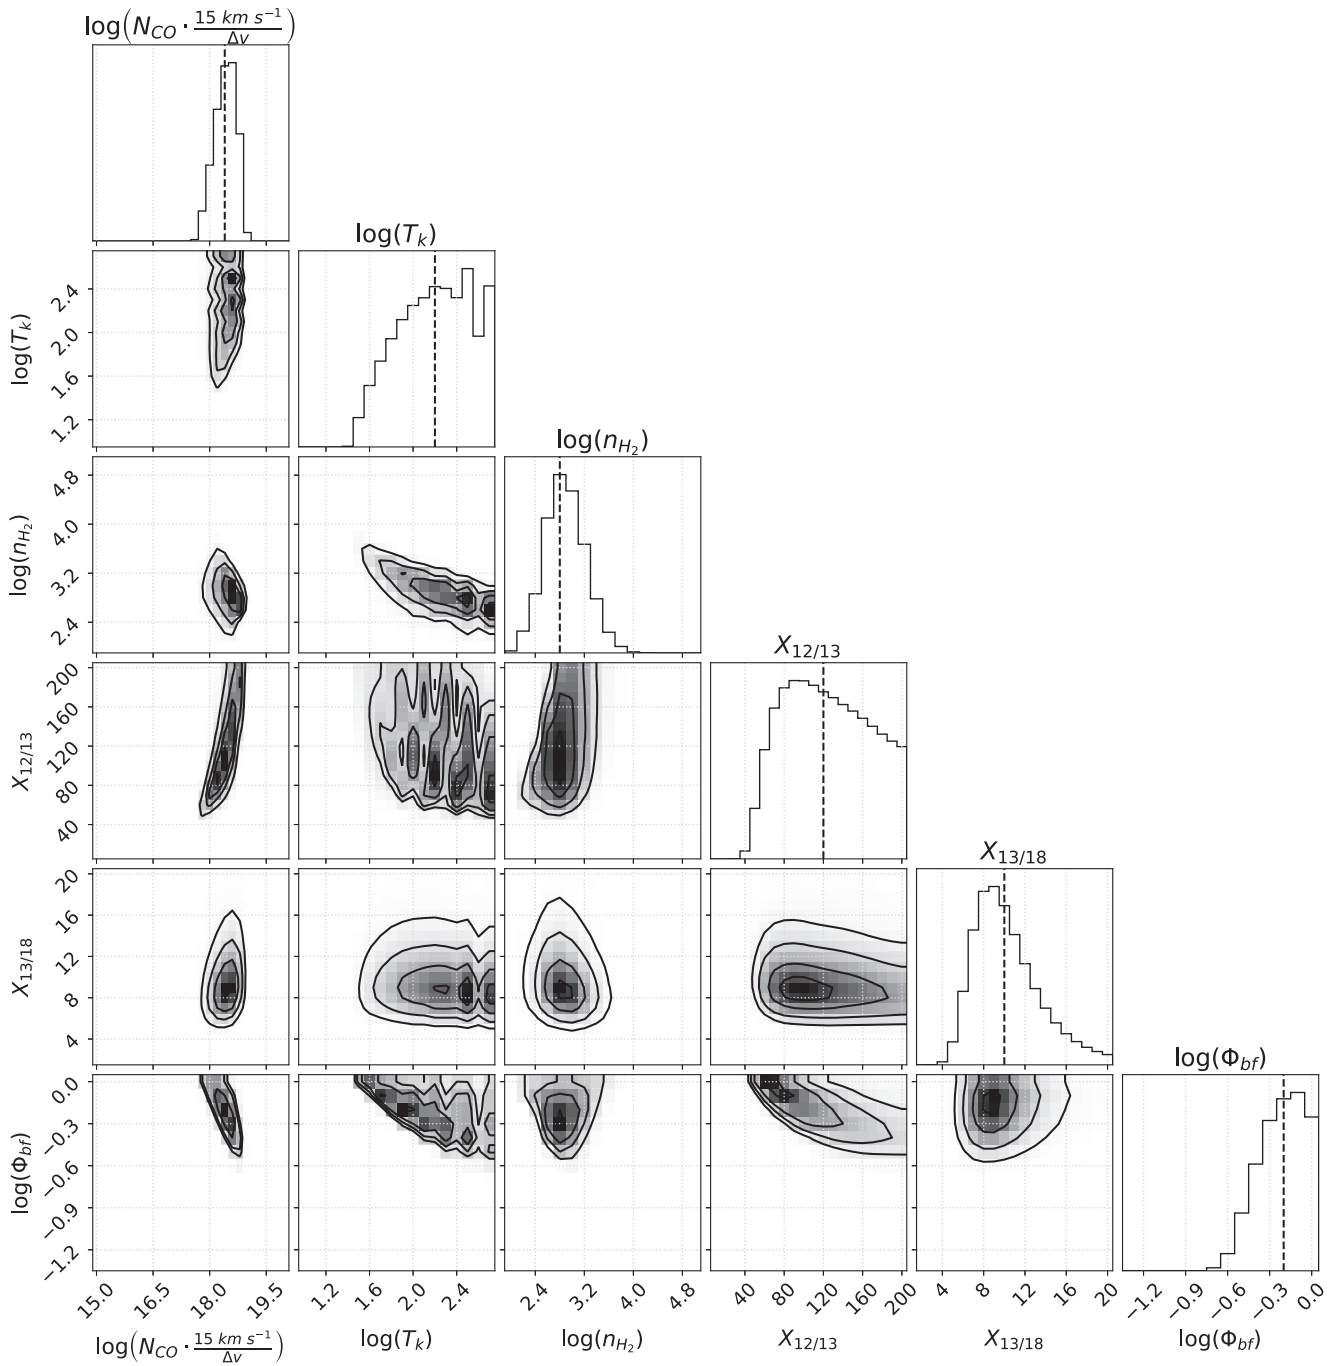 log(N_CO · 15 km s⁻¹ / Δv)
log(T_k)
2.4
2.0
1.6
1.2
log(T_k)
log(n_H₂)
4.8
4.0
3.2
2.4
log(n_H₂)
X_12/13
200
160
120
80
40
X_12/13
X_13/18
20
16
12
8
4
X_13/18
log(Φ_bf)
0.0
−0.3
−0.6
−0.9
−1.2
log(Φ_bf)
15.0 16.5 18.0 19.5 1.2 1.6 2.0 2.4 2.4 3.2 4.0 4.8 40 80 120 160 200 4 8 12 16 20 −1.2 −0.9 −0.6 −0.3 0.0
log(N_CO · 15 km s⁻¹ / Δv) log(T_k) log(n_H₂) X_12/13 X_13/18 log(Φ_bf)